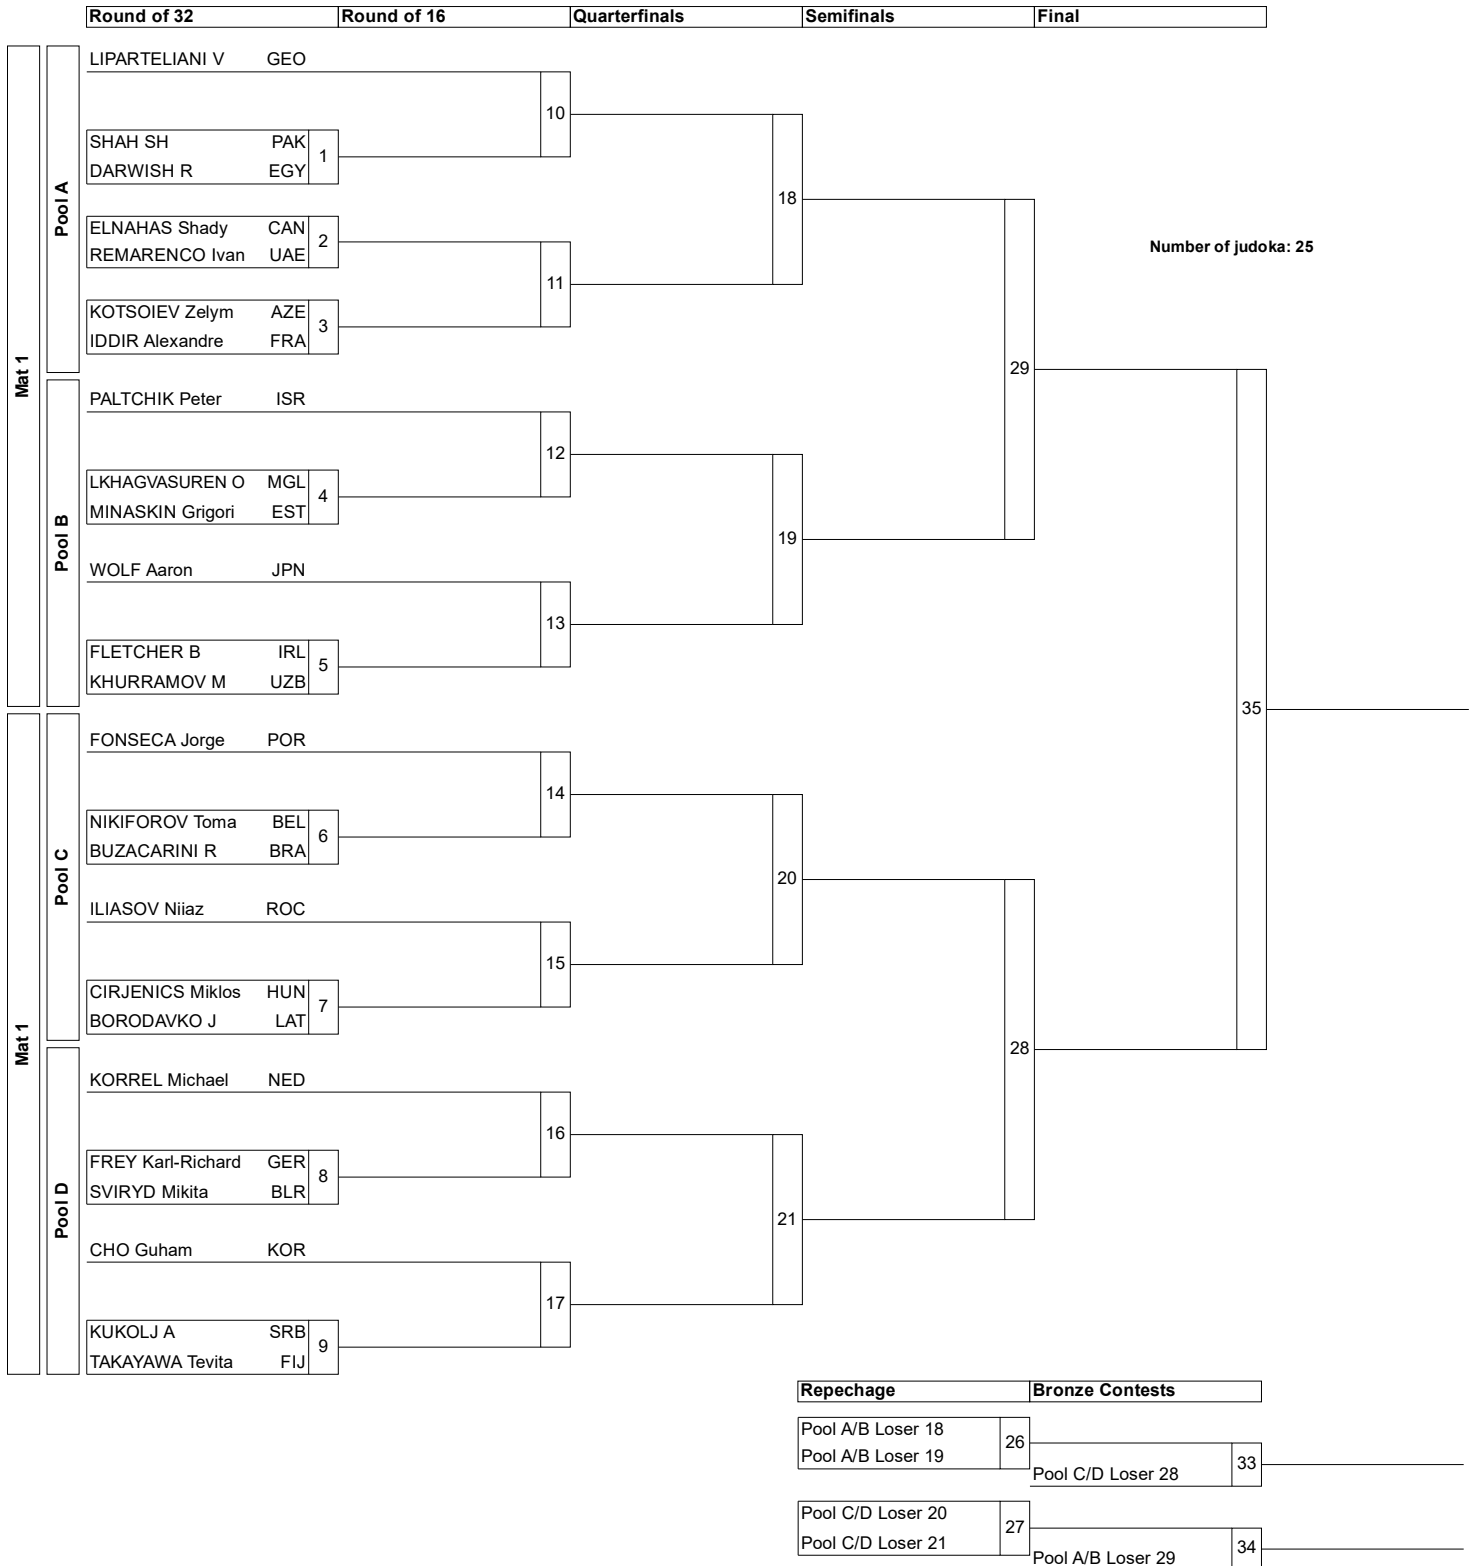 Round of 32 Round of 16 Quarterfinals Semifinals Final
LIPARTELIANI V GEO
10
SHAH SH PAK
1
DARWISH R EGY
Pool A
18
ELNAHAS Shady CAN
2
REMARENCO Ivan UAE
Number of judoka: 25
11
KOTSOIEV Zelym AZE
3
IDDIR Alexandre FRA
Mat 1
29
PALTCHIK Peter ISR
12
LKHAGVASUREN O MGL
4
MINASKIN Grigori EST
Pool B
19
WOLF Aaron JPN
13
FLETCHER B IRL
5
KHURRAMOV M UZB
35
FONSECA Jorge POR
14
NIKIFOROV Toma BEL
6
BUZACARINI R BRA
Pool C
20
ILIASOV Niiaz ROC
15
CIRJENICS Miklos HUN
7
BORODAVKO J LAT
Mat 1
28
KORREL Michael NED
16
FREY Karl-Richard GER
8
SVIRYD Mikita BLR
Pool D
21
CHO Guham KOR
17
KUKOLJ A SRB
9
TAKAYAWA Tevita FIJ
Repechage Bronze Contests
Pool A/B Loser 18
26
Pool A/B Loser 19
33
Pool C/D Loser 28
Pool C/D Loser 20
27
Pool C/D Loser 21
34
Pool A/B Loser 29